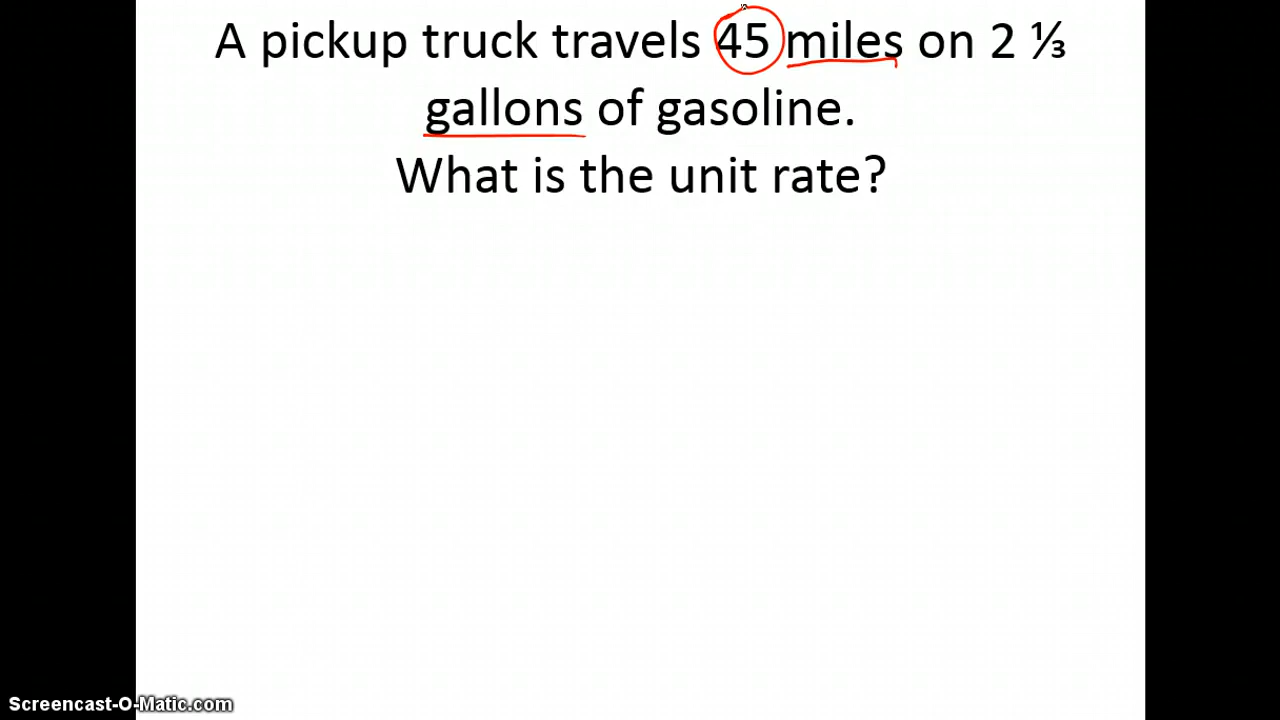 A pickup truck travels 45 miles on 2 ⅓
gallons of gasoline.
What is the unit rate?
Screencast-O-Matic.com